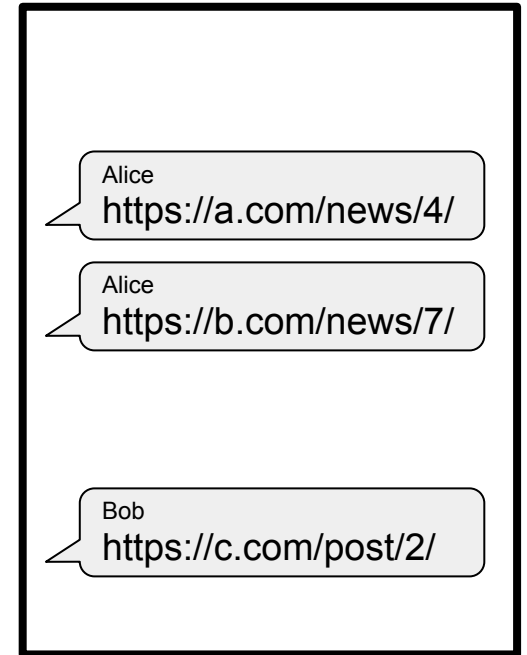 Alice
https://a.com/news/4/
Alice
https://b.com/news/7/
Bob
https://c.com/post/2/